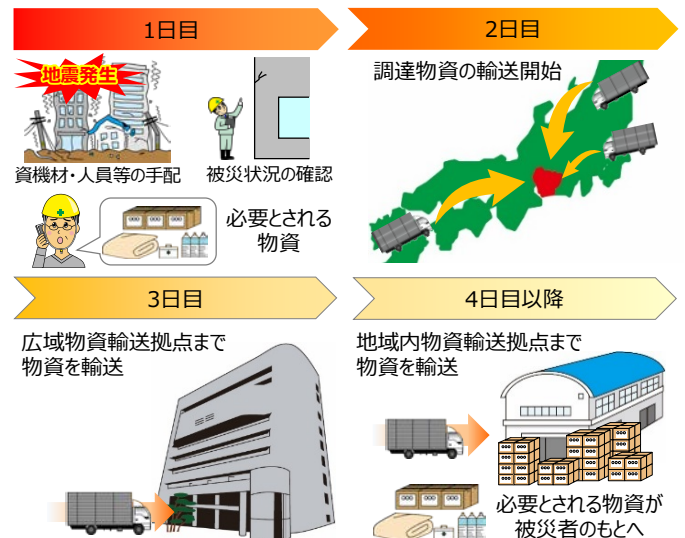 1日目
地震発生
資機材・人員等の手配
被災状況の確認
必要とされる
物資
2日目
調達物資の輸送開始
3日目
広域物資輸送拠点まで
物資を輸送
4日目以降
地域内物資輸送拠点まで
物資を輸送
必要とされる物資が
被災者のもとへ